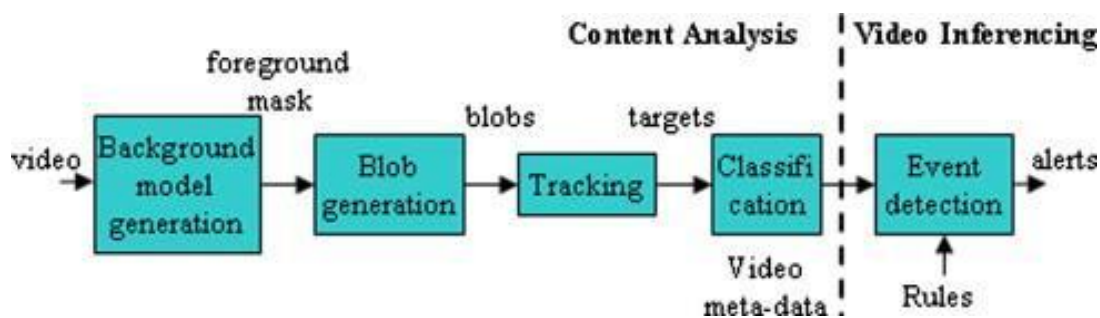 Content Analysis
Video Inferencing
foreground
mask
blobs
targets
video
Background
model
generation
Blob
generation
Tracking
Classifi
cation
Event
detection
alerts
Video
meta-data
Rules